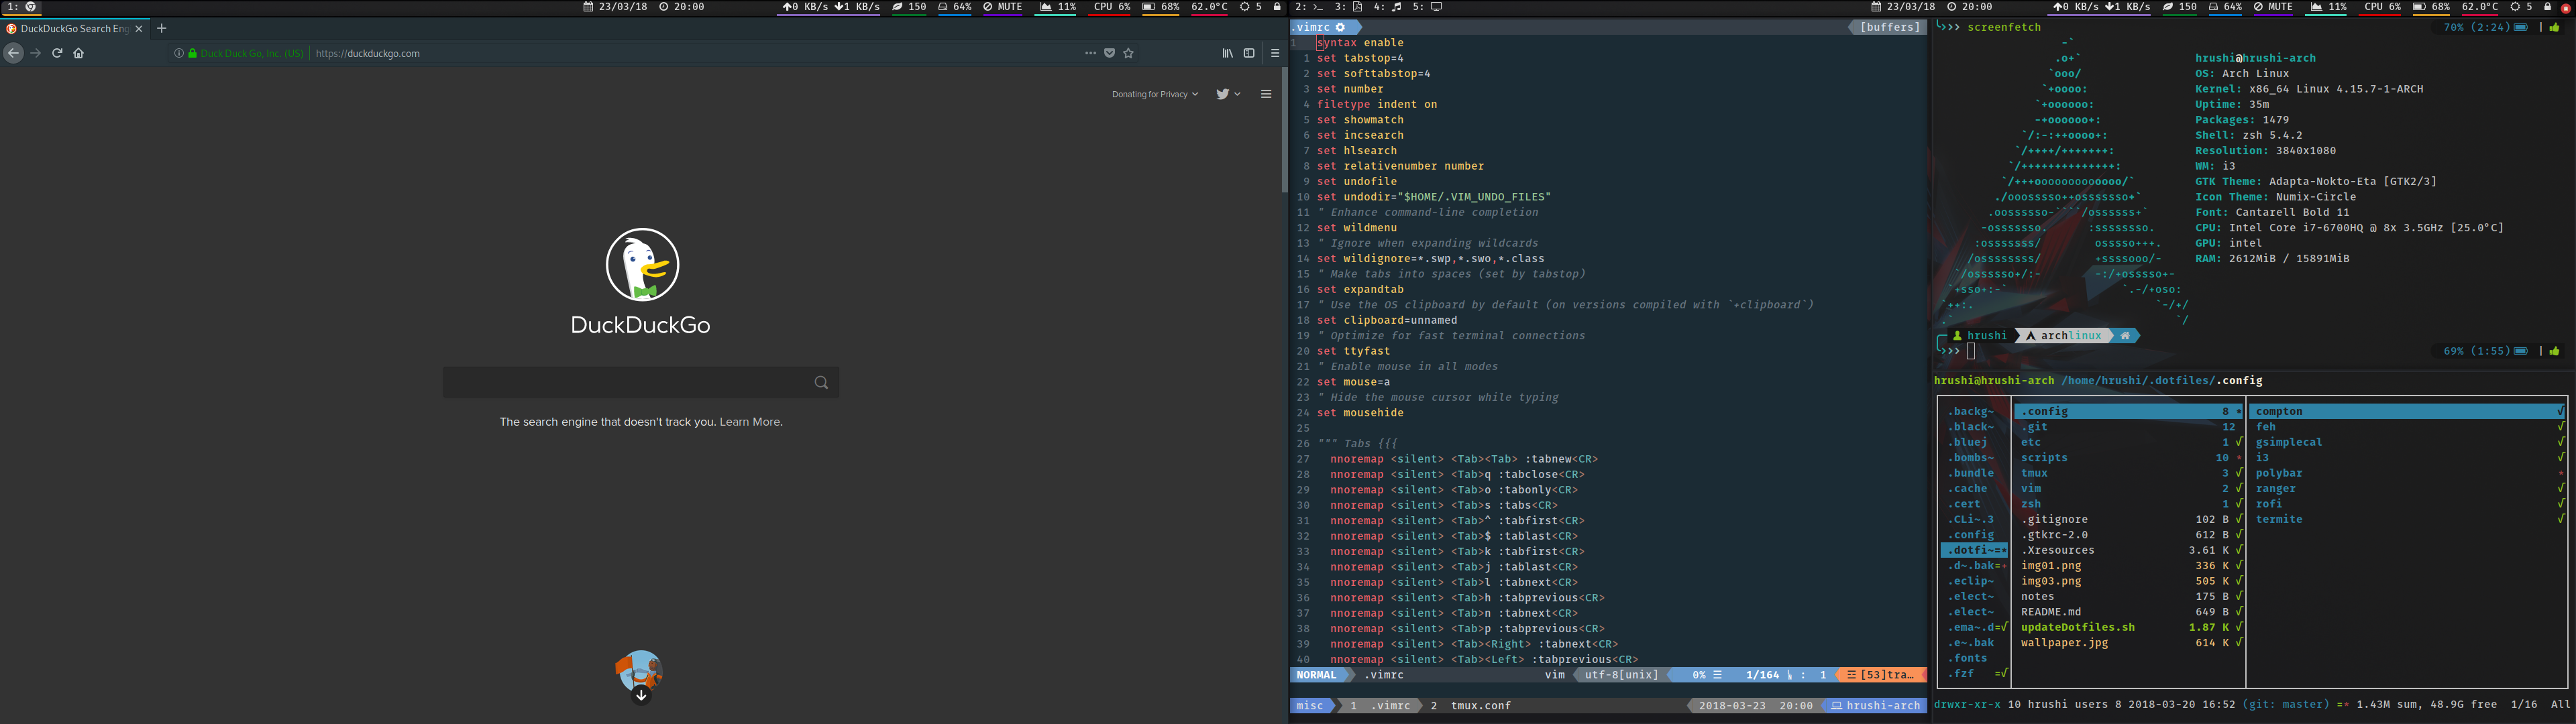 1:
23/03/18 20:00
0 KB/s 1 KB/s 150 64% MUTE 11% CPU 6% 68% 62.0°C 5
DuckDuckGo Search Eng
Duck Duck Go, Inc. (US) https://duckduckgo.com
Donating for Privacy
DuckDuckGo
The search engine that doesn't track you. Learn More.
2: >_ 3: 4: 5:
23/03/18 20:00
0 KB/s 1 KB/s 150 64% MUTE 11% CPU 6% 68% 62.0°C 5
.vimrc [buffers]
1 syntax enable
1 set tabstop=4
2 set softtabstop=4
3 set number
4 filetype indent on
5 set showmatch
6 set incsearch
7 set hlsearch
8 set relativenumber number
9 set undofile
10 set undodir="$HOME/.VIM_UNDO_FILES"
11 " Enhance command-line completion
12 set wildmenu
13 " Ignore when expanding wildcards
14 set wildignore=*.swp,*.swo,*.class
15 " Make tabs into spaces (set by tabstop)
16 set expandtab
17 " Use the OS clipboard by default (on versions compiled with `+clipboard`)
18 set clipboard=unnamed
19 " Optimize for fast terminal connections
20 set ttyfast
21 " Enable mouse in all modes
22 set mouse=a
23 " Hide the mouse cursor while typing
24 set mousehide
25
26 """ Tabs {{{
27 nnoremap <silent> <Tab><Tab> :tabnew<CR>
28 nnoremap <silent> <Tab>q :tabclose<CR>
29 nnoremap <silent> <Tab>o :tabonly<CR>
30 nnoremap <silent> <Tab>s :tabs<CR>
31 nnoremap <silent> <Tab>^ :tabfirst<CR>
32 nnoremap <silent> <Tab>$ :tablast<CR>
33 nnoremap <silent> <Tab>k :tabfirst<CR>
34 nnoremap <silent> <Tab>j :tablast<CR>
35 nnoremap <silent> <Tab>l :tabnext<CR>
36 nnoremap <silent> <Tab>h :tabprevious<CR>
37 nnoremap <silent> <Tab>n :tabnext<CR>
38 nnoremap <silent> <Tab>p :tabprevious<CR>
39 nnoremap <silent> <Tab><Right> :tabnext<CR>
40 nnoremap <silent> <Tab><Left> :tabprevious<CR>
NORMAL .vimrc vim utf-8[unix] 0% 1/164 : 1 [53]tra…
misc 1 .vimrc 2 tmux.conf 2018-03-23 20:00 hrushi-arch
>>> screenfetch 70% (2:24)
hrushi@hrushi-arch
OS: Arch Linux
Kernel: x86_64 Linux 4.15.7-1-ARCH
Uptime: 35m
Packages: 1479
Shell: zsh 5.4.2
Resolution: 3840x1080
WM: i3
GTK Theme: Adapta-Nokto-Eta [GTK2/3]
Icon Theme: Numix-Circle
Font: Cantarell Bold 11
CPU: Intel Core i7-6700HQ @ 8x 3.5GHz [25.0°C]
GPU: intel
RAM: 2612MiB / 15891MiB
hrushi archlinux
>>> 69% (1:55)
hrushi@hrushi-arch /home/hrushi/.dotfiles/.config
.backg~ .config 8 * compton √
.black~ .git 12 feh √
.bluej etc 1 √ gsimplecal √
.bombs~ scripts 10 * i3 √
.bundle tmux 3 √ polybar *
.cache vim 2 √ ranger √
.cert zsh 1 √ rofi √
.CLi~.3 .gitignore 102 B √ termite √
.config .gtkrc-2.0 612 B √
.dotfi~=* .Xresources 3.61 K √
.d~.bak=* img01.png 336 K √
.eclip~ img03.png 505 K √
.elect~ notes 175 B √
.elect~ README.md 649 B √
.ema~.d=√ updateDotfiles.sh 1.87 K √
.e~.bak wallpaper.jpg 614 K √
.fonts
.fzf =√
drwxr-xr-x 10 hrushi users 8 2018-03-20 16:52 (git: master) =* 1.43M sum, 48.9G free 1/16 All